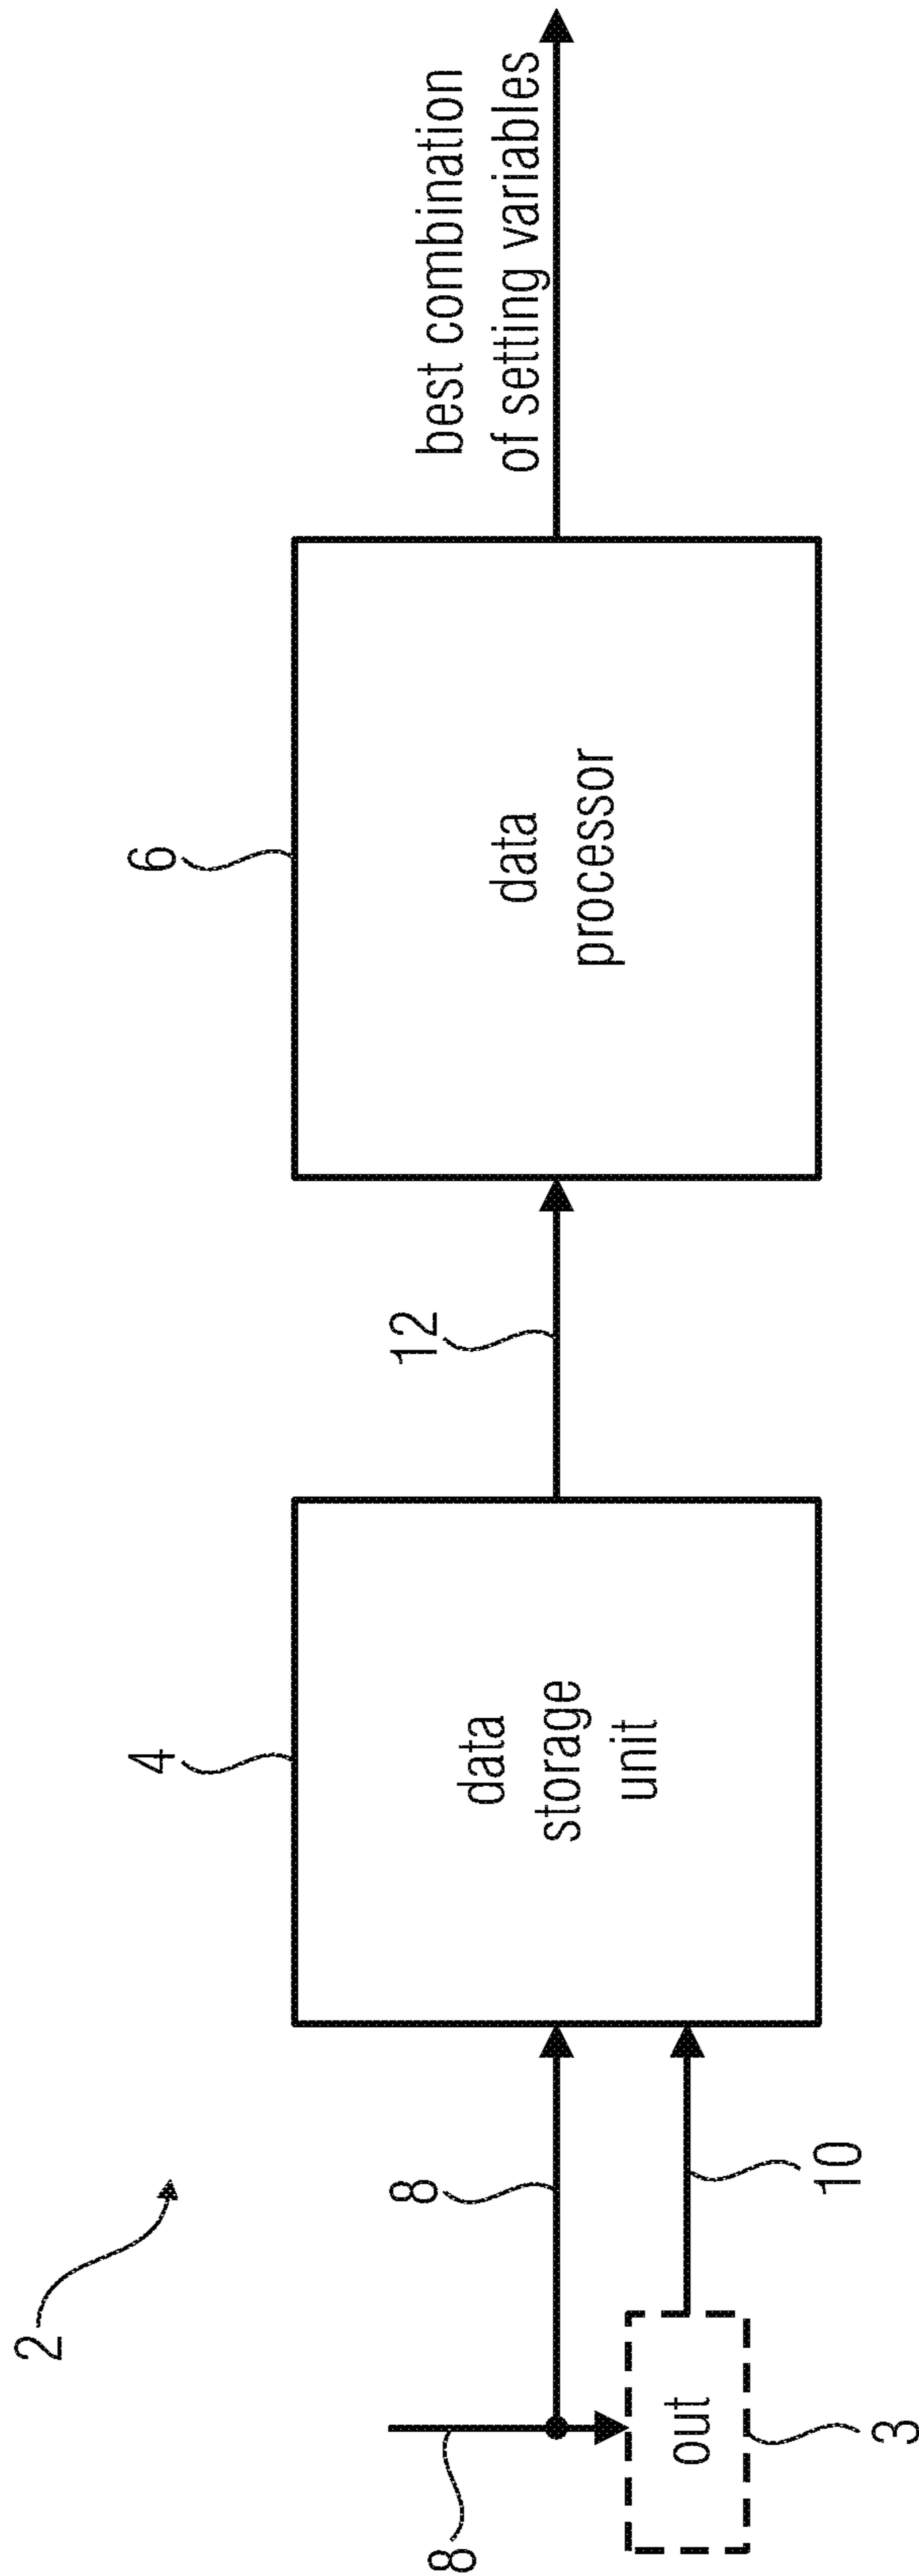 2
8
8
out
3
10
4
data
storage
unit
12
6
data
processor
best combination
of setting variables